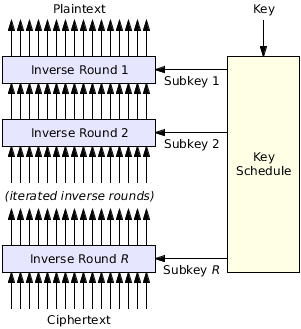 Plaintext
Key
Inverse Round 1
Subkey 1
Inverse Round 2
Subkey 2
Key
Schedule
(iterated inverse rounds)
Inverse Round R
Subkey R
Ciphertext